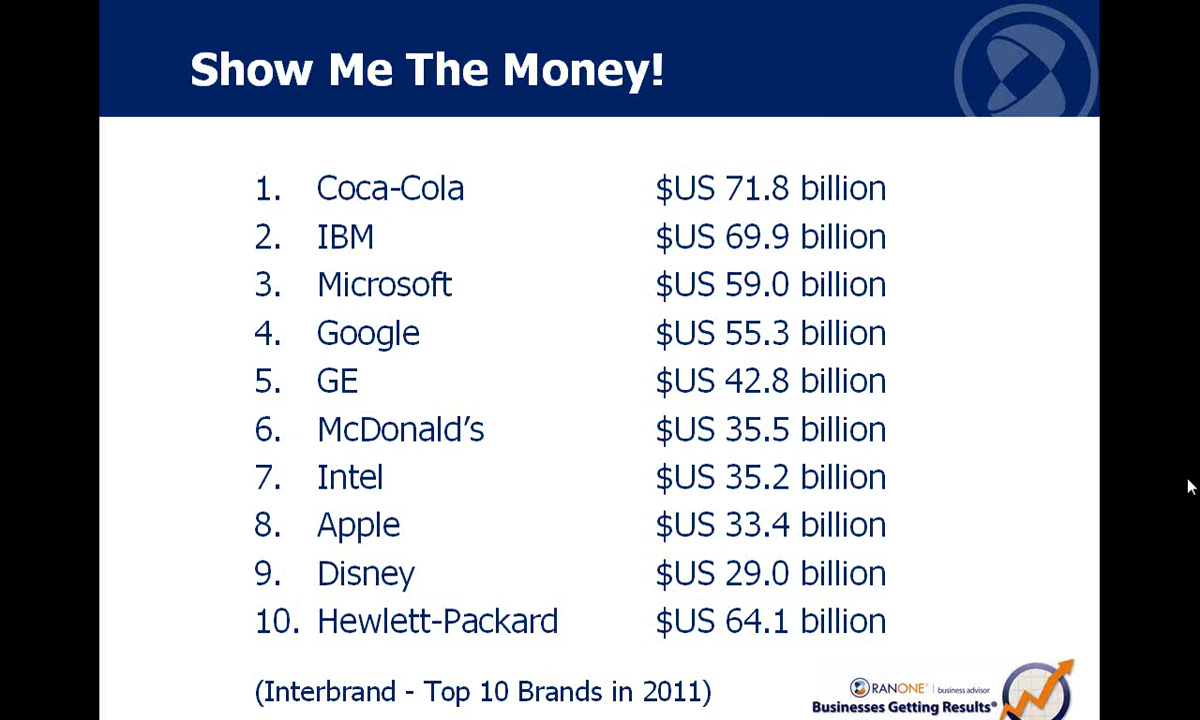 Show Me The Money!
1. Coca-Cola $US 71.8 billion
2. IBM $US 69.9 billion
3. Microsoft $US 59.0 billion
4. Google $US 55.3 billion
5. GE $US 42.8 billion
6. McDonald’s $US 35.5 billion
7. Intel $US 35.2 billion
8. Apple $US 33.4 billion
9. Disney $US 29.0 billion
10. Hewlett-Packard $US 64.1 billion
(Interbrand - Top 10 Brands in 2011)
RANONE® | business advisor
Businesses Getting Results®